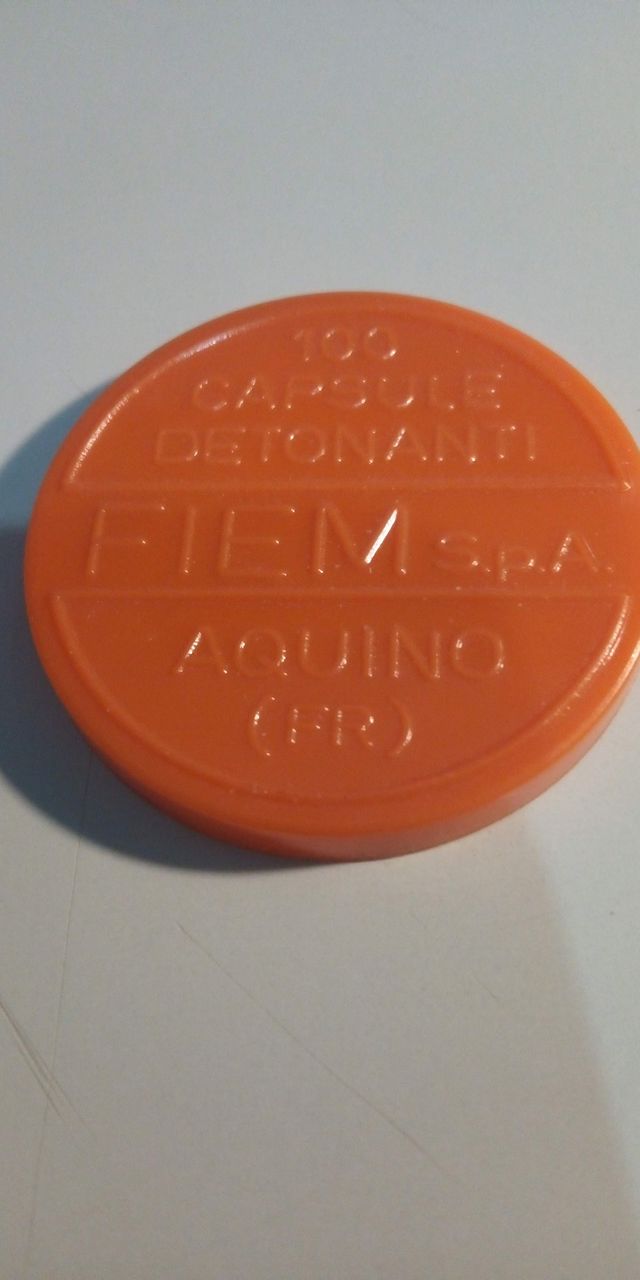 100
CAPSULE
DETONANTI
FIEM S.p.A.
AQUINO
(FR)